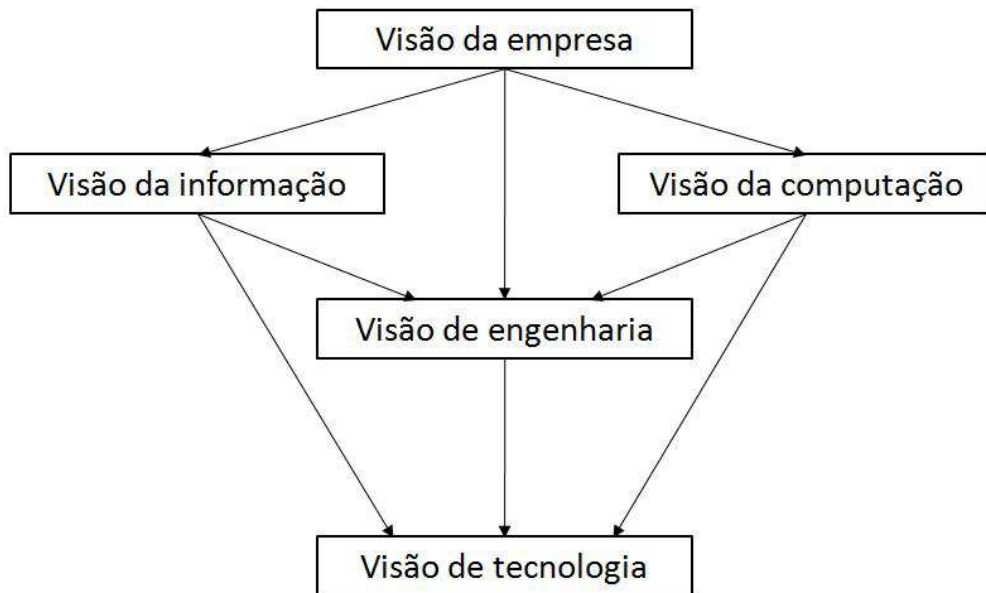 Visão da empresa
Visão da informação
Visão da computação
Visão de engenharia
Visão de tecnologia